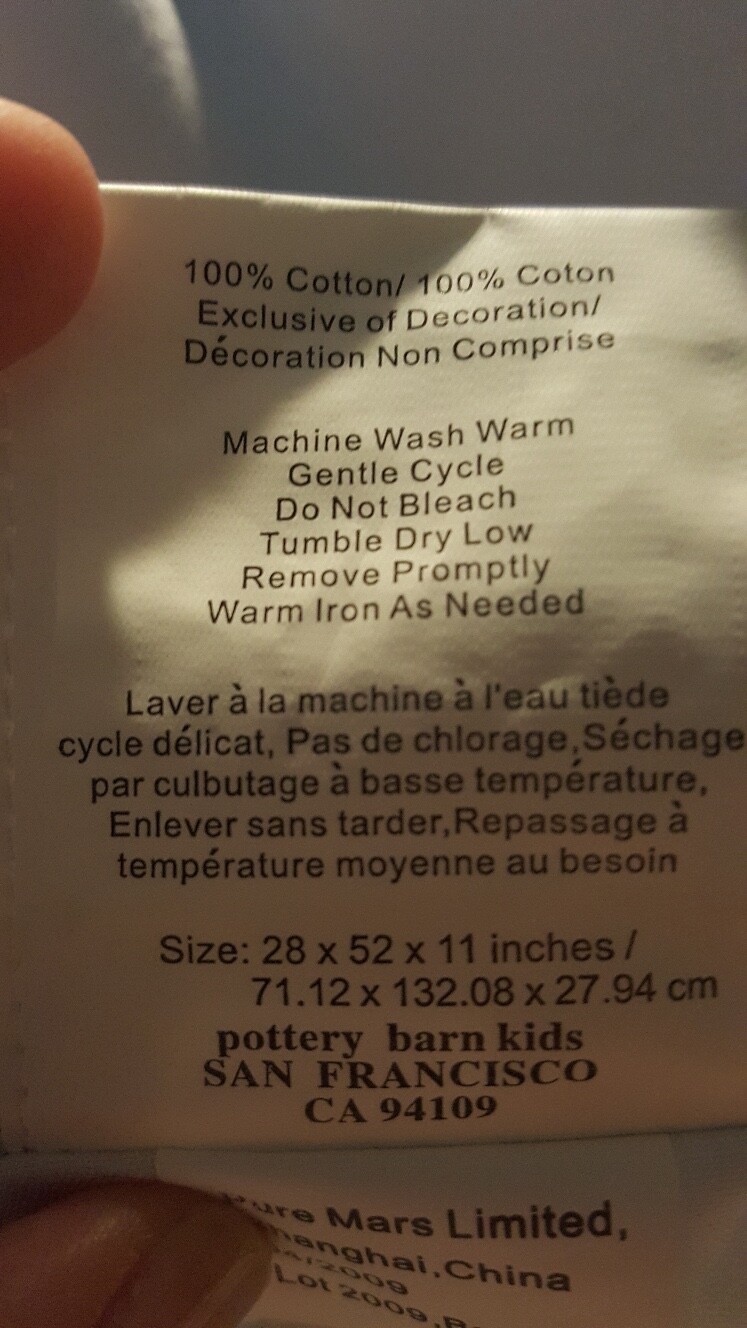 100% Cotton/ 100% Coton
Exclusive of Decoration/
Décoration Non Comprise
Machine Wash Warm
Gentle Cycle
Do Not Bleach
Tumble Dry Low
Remove Promptly
Warm Iron As Needed
Laver à la machine à l'eau tiède
cycle délicat, Pas de chlorage,Séchage
par culbutage à basse température,
Enlever sans tarder,Repassage à
température moyenne au besoin
Size: 28 x 52 x 11 inches /
71.12 x 132.08 x 27.94 cm
pottery barn kids
SAN FRANCISCO
CA 94109
Mars Limited,
China
Lot 2009